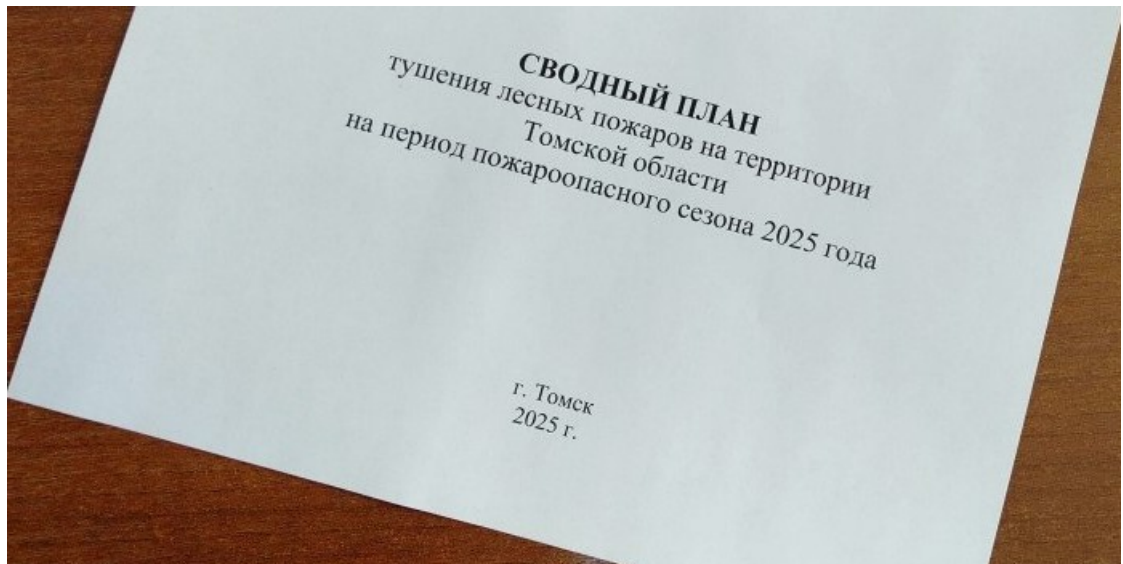 СВОДНЫЙ ПЛАН
тушения лесных пожаров на территории
Томской области
на период пожароопасного сезона 2025 года
г. Томск
2025 г.